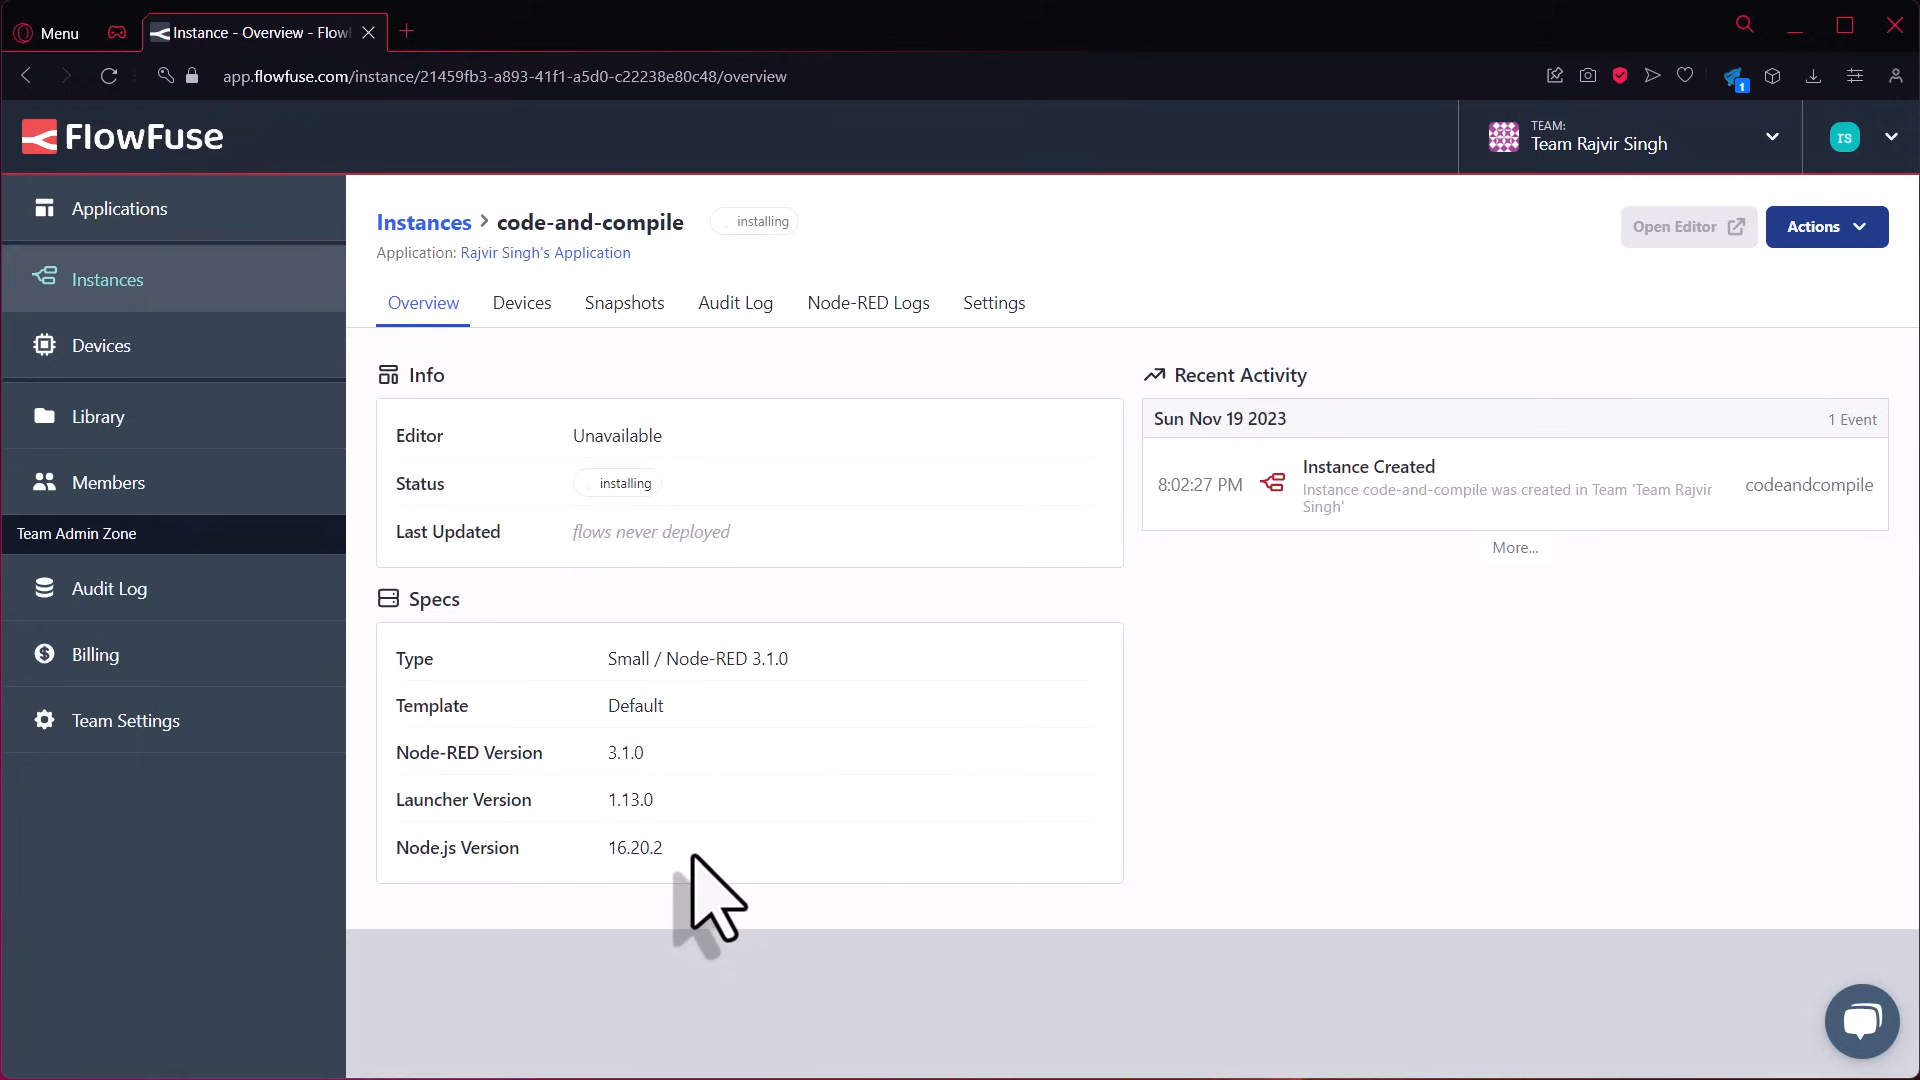 Menu
Instance - Overview - Flow
app.flowfuse.com/instance/21459fb3-a893-41f1-a5d0-c22238e80c48/overview
1
FlowFuse
TEAM:
Team Rajvir Singh
rs
Applications
Instances
Devices
Library
Members
Team Admin Zone
Audit Log
Billing
Team Settings
Instances > code-and-compile
installing
Application: Rajvir Singh's Application
Open Editor
Actions
Overview
Devices
Snapshots
Audit Log
Node-RED Logs
Settings
Info
Editor Unavailable
Status installing
Last Updated flows never deployed
Specs
Type Small / Node-RED 3.1.0
Template Default
Node-RED Version 3.1.0
Launcher Version 1.13.0
Node.js Version 16.20.2
Recent Activity
Sun Nov 19 2023 1 Event
8:02:27 PM
Instance Created
Instance code-and-compile was created in Team 'Team Rajvir
Singh'
codeandcompile
More...